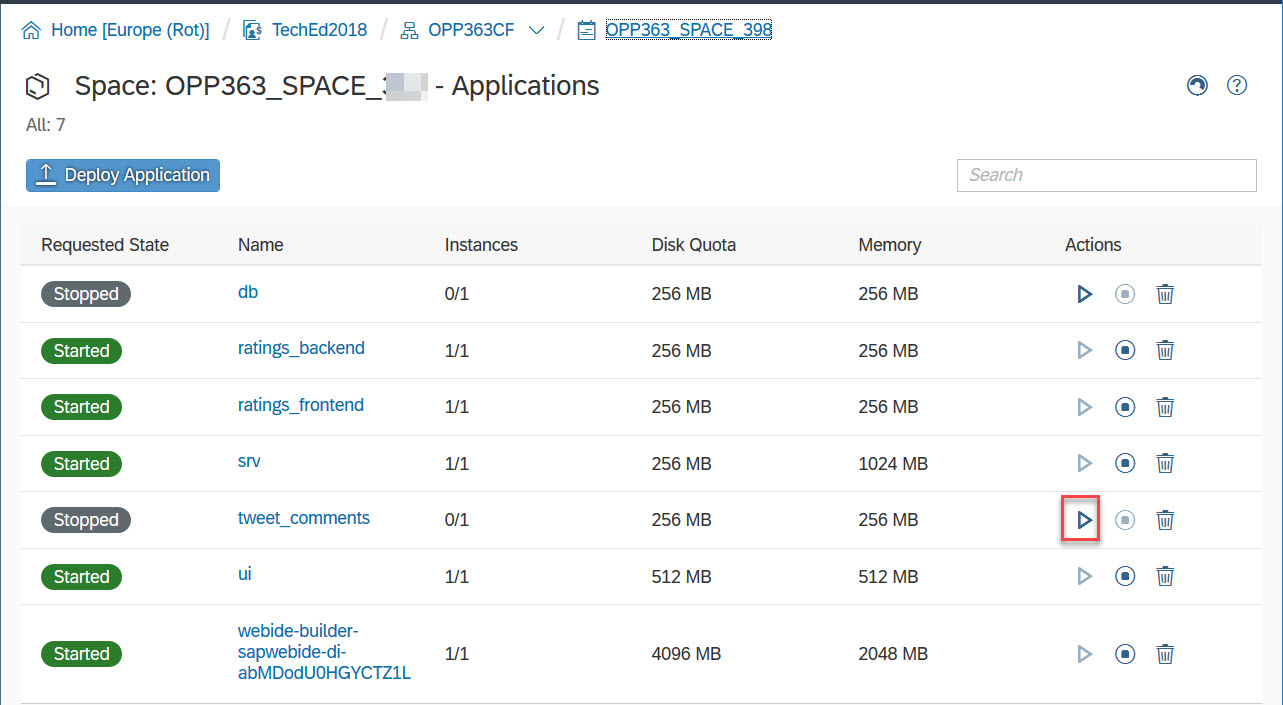 Home [Europe (Rot)] / TechEd2018 / OPP363CF / OPP363_SPACE_398
Space: OPP363_SPACE_ - Applications
All: 7
Deploy Application
Search
Requested State Name Instances Disk Quota Memory Actions
Stopped db 0/1 256 MB 256 MB
Started ratings_backend 1/1 256 MB 256 MB
Started ratings_frontend 1/1 256 MB 256 MB
Started srv 1/1 256 MB 1024 MB
Stopped tweet_comments 0/1 256 MB 256 MB
Started ui 1/1 512 MB 512 MB
webide-builder-
Started sapwebide-di- 1/1 4096 MB 2048 MB
abMDodU0HGYCTZ1L